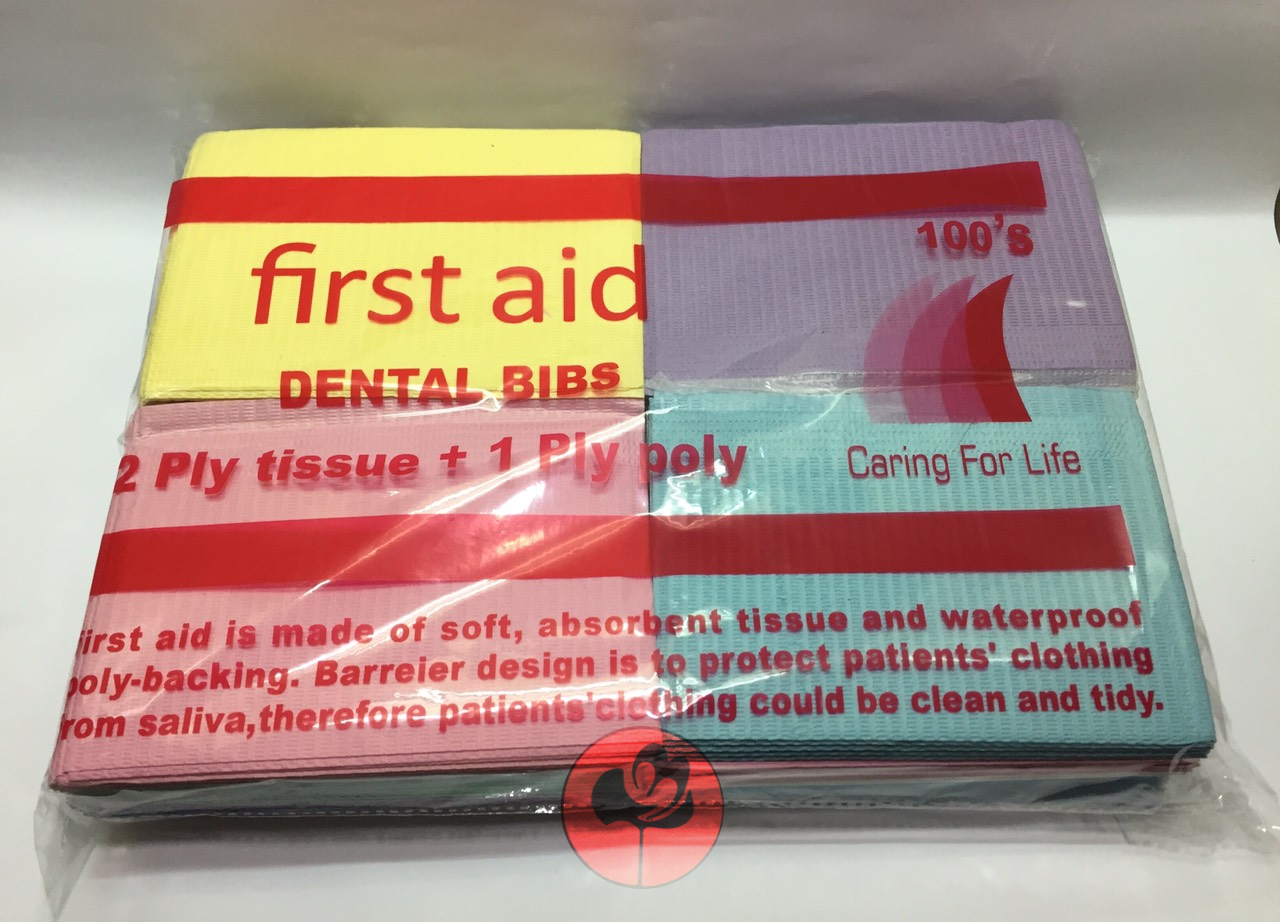 100's
first aid
DENTAL BIBS
2 Ply tissue + 1 Ply poly
Caring For Life
first aid is made of soft, absorbent tissue and waterproof
poly-backing. Barreier design is to protect patients' clothing
from saliva,therefore patients'clothing could be clean and tidy.